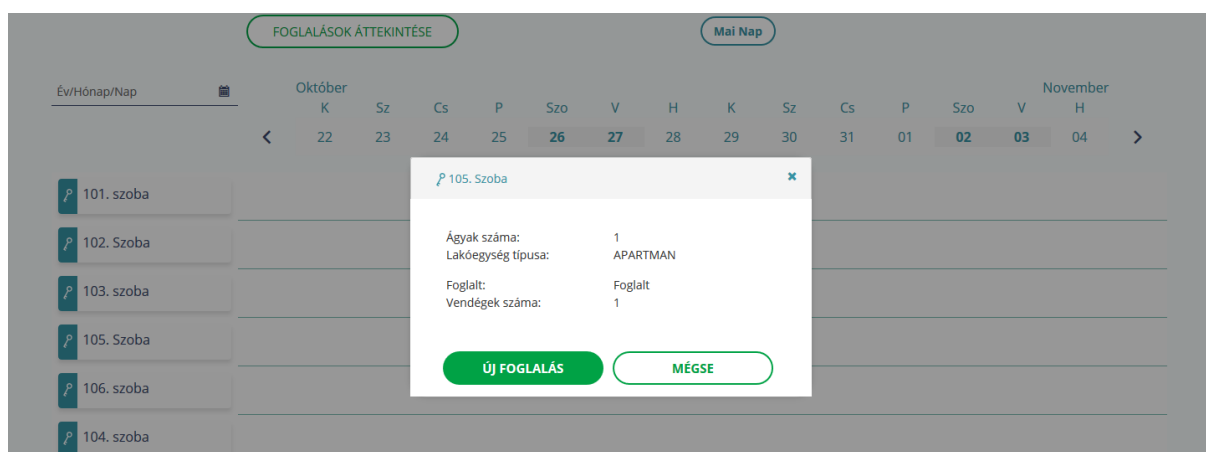 FOGLALÁSOK ÁTTEKINTÉSE Mai Nap
Év/Hónap/Nap
Október November
K Sz Cs P Szo V H K Sz Cs P Szo V H
22 23 24 25 26 27 28 29 30 31 01 02 03 04
101. szoba
102. Szoba
103. szoba
105. Szoba
106. szoba
104. szoba
105. Szoba
Ágyak száma: 1
Lakóegység típusa: APARTMAN
Foglalt: Foglalt
Vendégek száma: 1
ÚJ FOGLALÁS MÉGSE